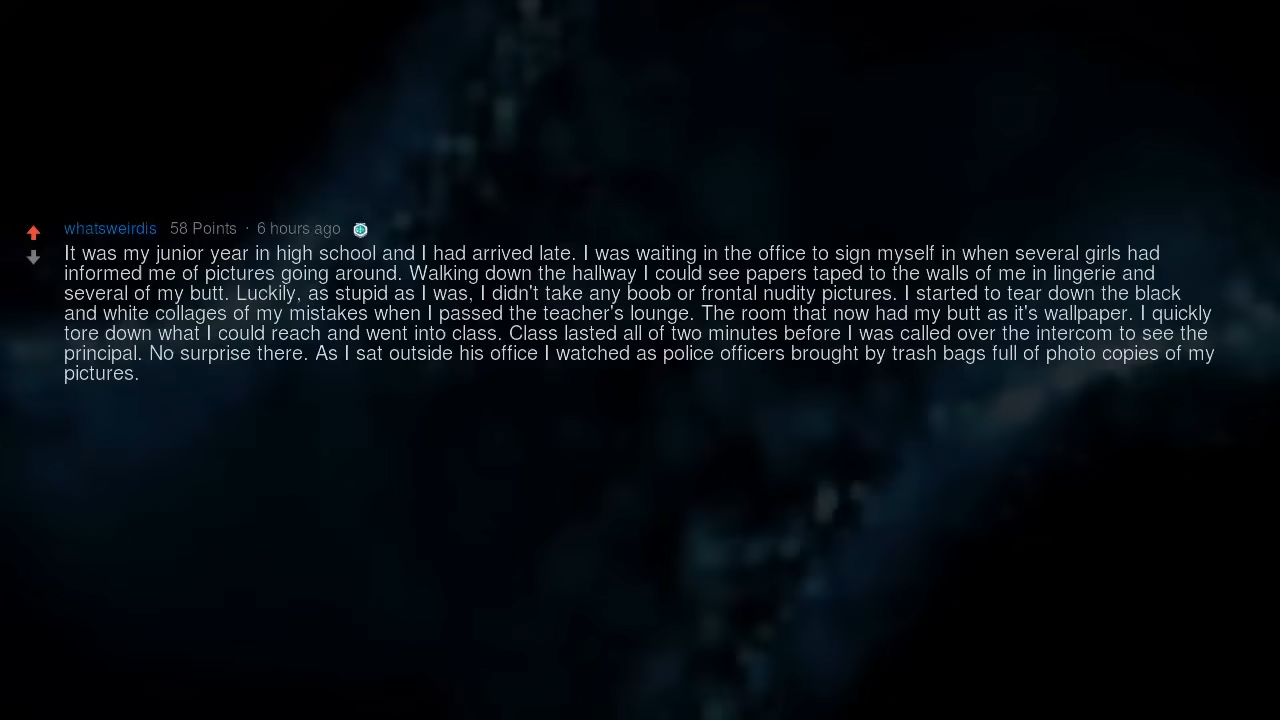 whatsweirdis 58 Points · 6 hours ago
It was my junior year in high school and I had arrived late. I was waiting in the office to sign myself in when several girls had
informed me of pictures going around. Walking down the hallway I could see papers taped to the walls of me in lingerie and
several of my butt. Luckily, as stupid as I was, I didn't take any boob or frontal nudity pictures. I started to tear down the black
and white collages of my mistakes when I passed the teacher's lounge. The room that now had my butt as it's wallpaper. I quickly
tore down what I could reach and went into class. Class lasted all of two minutes before I was called over the intercom to see the
principal. No surprise there. As I sat outside his office I watched as police officers brought by trash bags full of photo copies of my
pictures.